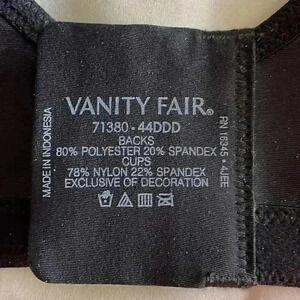 VANITY FAIR®
71380 - 44DDD
BACKS
80% POLYESTER 20% SPANDEX
CUPS
78% NYLON 22% SPANDEX
EXCLUSIVE OF DECORATION
MADE IN INDONESIA
RN 16345